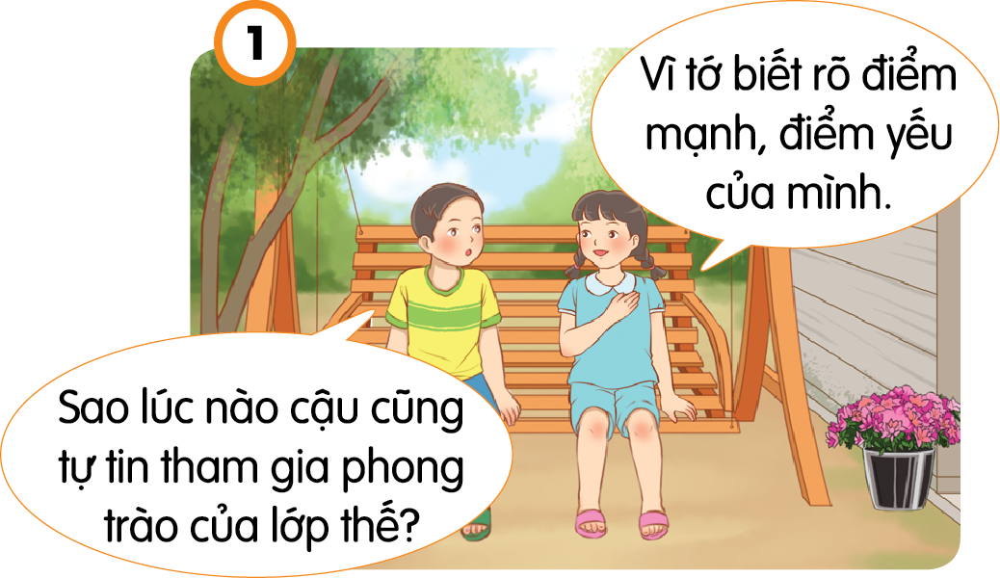 1
Sao lúc nào cậu cũng
tự tin tham gia phong
trào của lớp thế?
Vì tớ biết rõ điểm
mạnh, điểm yếu
của mình.